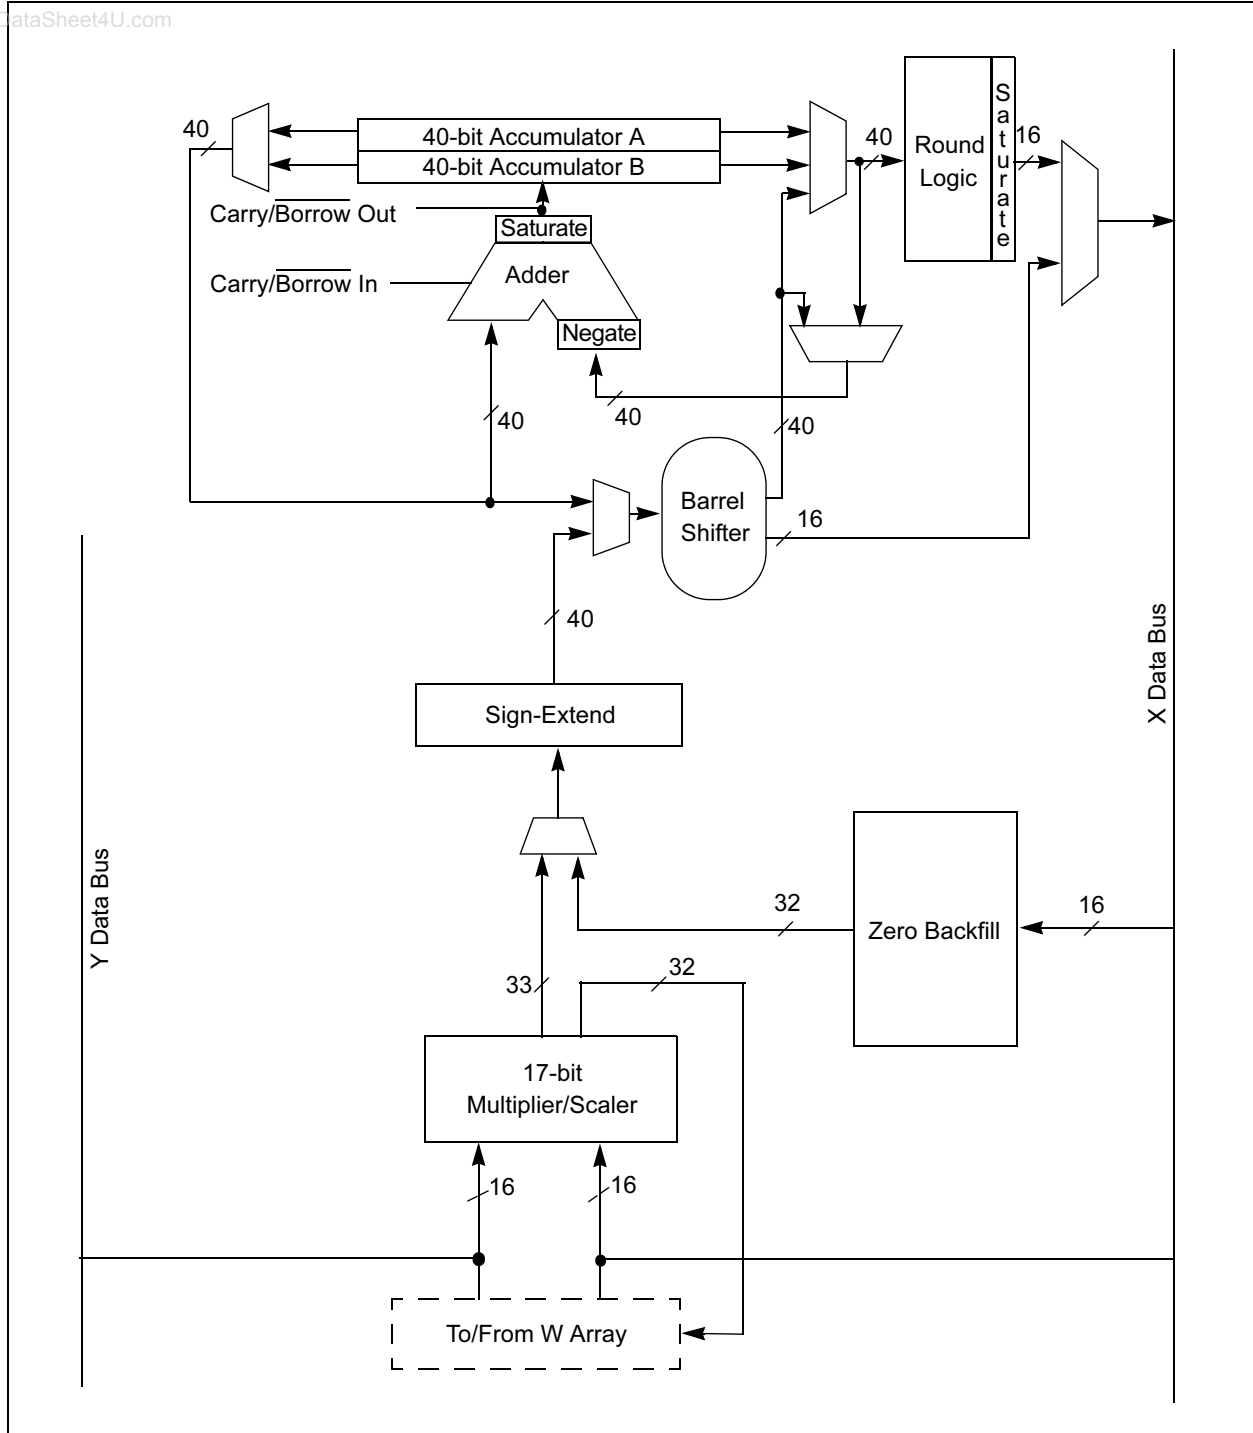 DataSheet4U.com
40
40-bit Accumulator A
40-bit Accumulator B
40
Round
Logic
Saturate
16
Carry/Borrow Out
Saturate
Carry/Borrow In
Adder
Negate
40
40
40
Barrel
Shifter
16
40
X Data Bus
Sign-Extend
Y Data Bus
32
Zero Backfill
16
33
32
17-bit
Multiplier/Scaler
16
16
To/From W Array